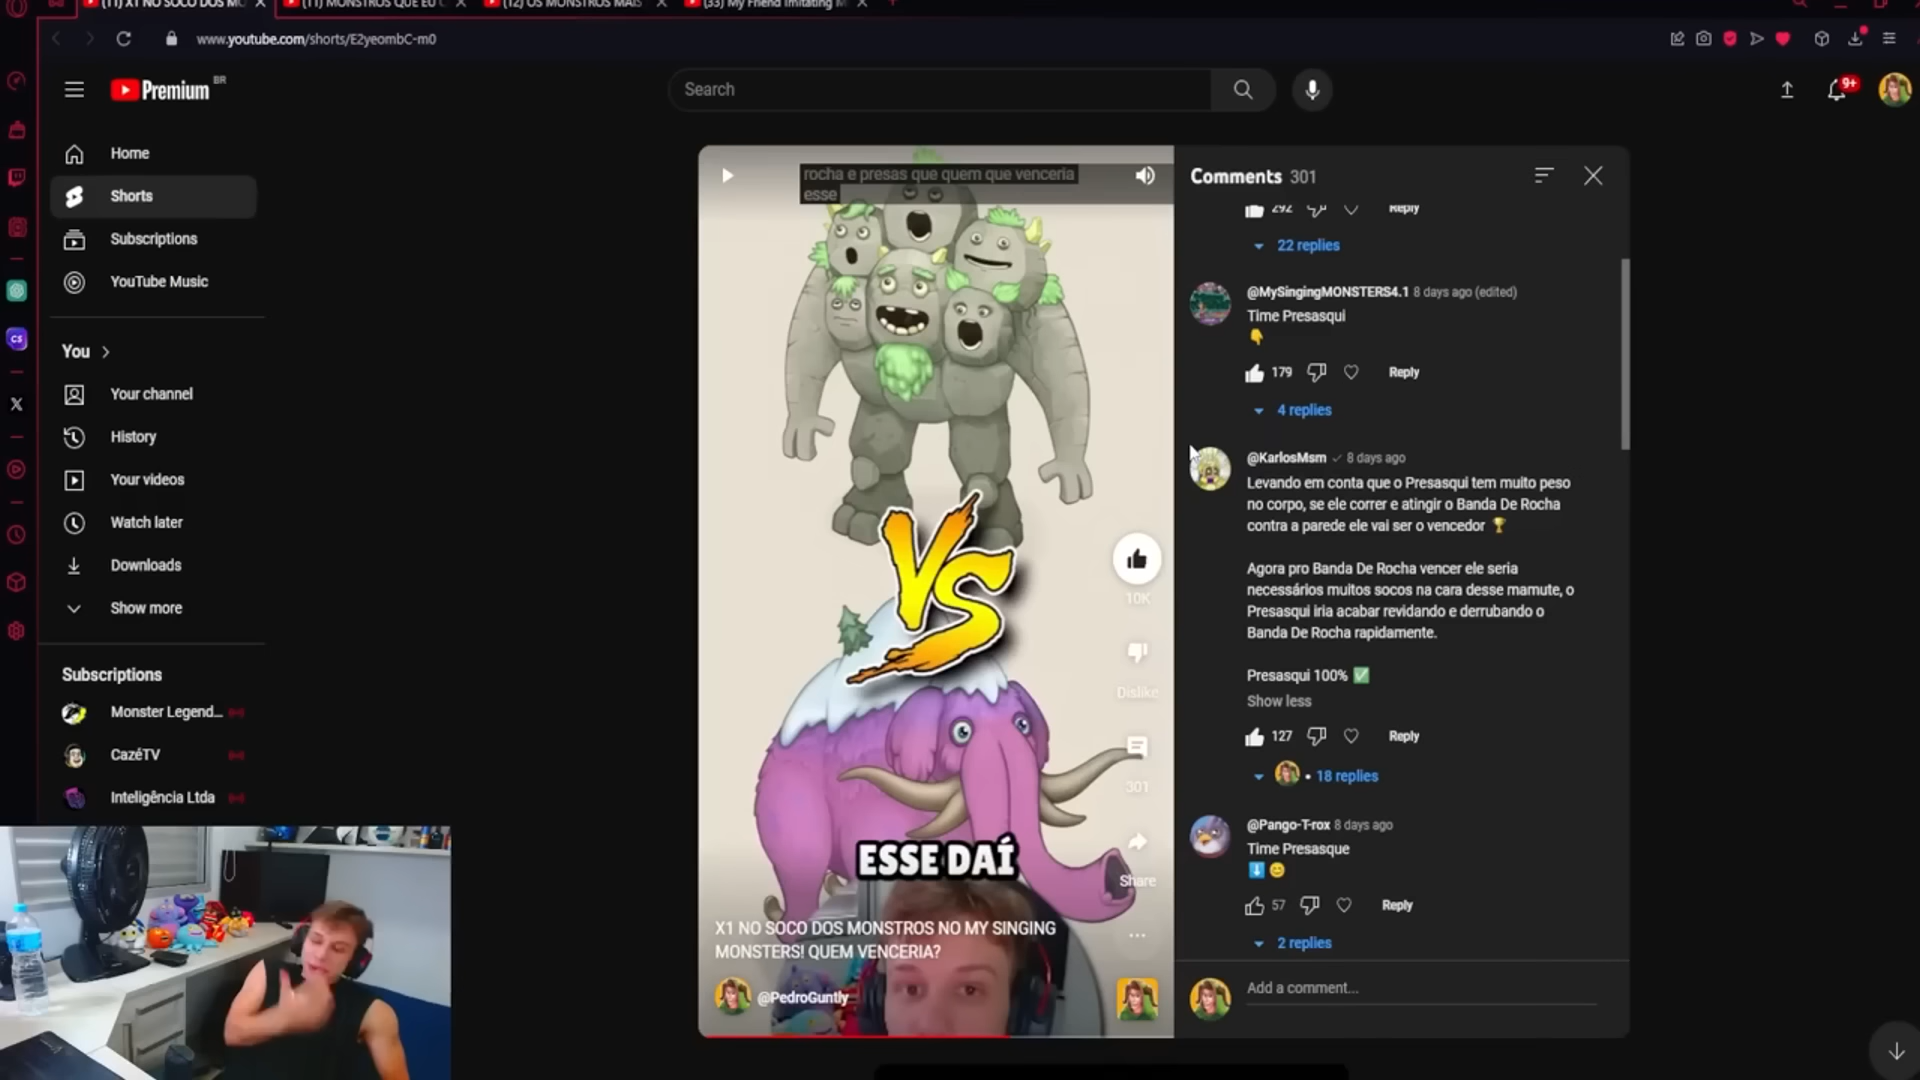 (11) X1 NO SOCO DOS MO
(11) MONSTROS QUE EU C
(12) OS MONSTROS MAIS
(33) My Friend Imitating M
www.youtube.com/shorts/E2yeombC-m0
Premium BR
Search
9+
Home
Shorts
Subscriptions
YouTube Music
You
Your channel
History
Your videos
Watch later
Downloads
Show more
Subscriptions
Monster Legend...
CazéTV
Inteligência Ltda
rocha e presas que quem que venceria
esse
VS
ESSE DAÍ
10K
Dislike
301
Share
X1 NO SOCO DOS MONSTROS NO MY SINGING
MONSTERS! QUEM VENCERIA?
@PedroGuntly
Comments 301
292 Reply
22 replies
@MySingingMONSTERS4.1 8 days ago (edited)
Time Presasqui
👇
179 Reply
4 replies
@KarlosMsm 8 days ago
Levando em conta que o Presasqui tem muito peso
no corpo, se ele correr e atingir o Banda De Rocha
contra a parede ele vai ser o vencedor 🏆
Agora pro Banda De Rocha vencer ele seria
necessários muitos socos na cara desse mamute, o
Presasqui iria acabar revidando e derrubando o
Banda De Rocha rapidamente.
Presasqui 100% ✅
Show less
127 Reply
• 18 replies
@Pango-T-rox 8 days ago
Time Presasque
⬇️😊
57 Reply
2 replies
Add a comment...